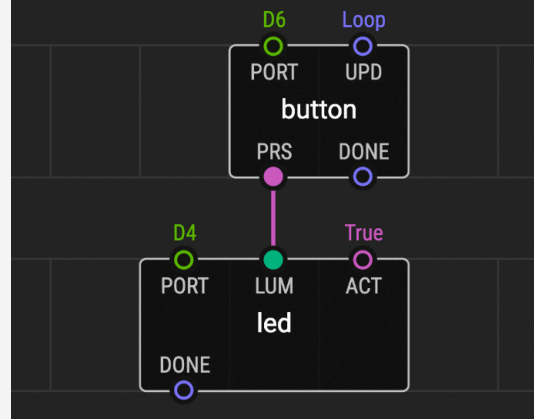 D6 Loop
PORT UPD
button
PRS DONE
D4 True
PORT LUM ACT
led
DONE